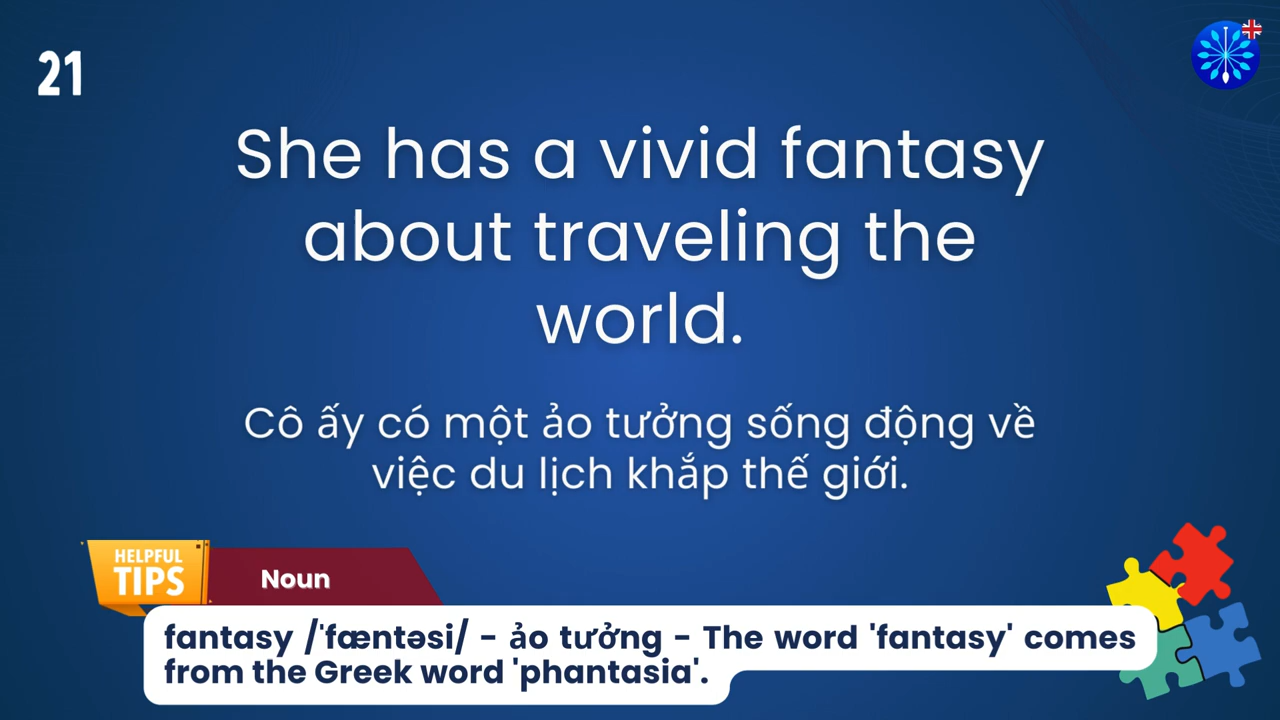 21
She has a vivid fantasy
about traveling the
world.
Cô ấy có một ảo tưởng sống động về
việc du lịch khắp thế giới.
HELPFUL
TIPS
Noun
fantasy /ˈfæntəsi/ - ảo tưởng - The word 'fantasy' comes
from the Greek word 'phantasia'.